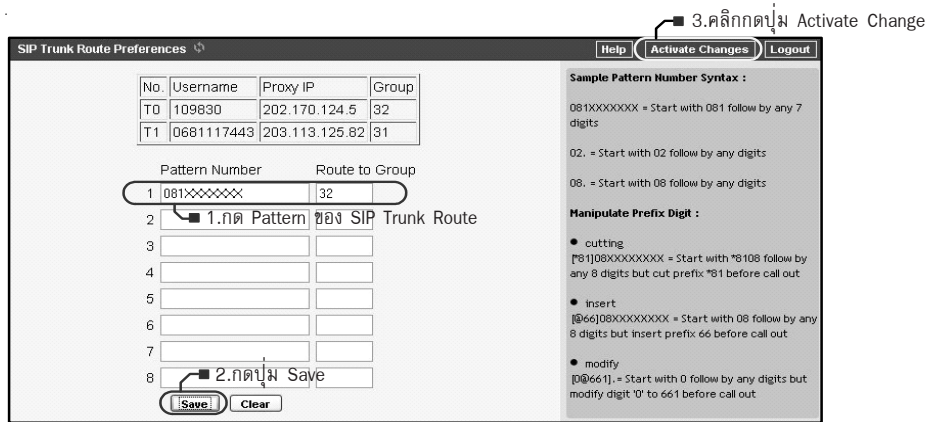 3.คลิกกดปุ่ม Activate Change
SIP Trunk Route Preferences
Help Activate Changes Logout
No. Username Proxy IP Group
T0 109830 202.170.124.5 32
T1 0681117443 203.113.125.82 31
Pattern Number Route to Group
1 081XXXXXXX 32
1.กด Pattern ของ SIP Trunk Route
2
3
4
5
6
7
8
2.กดปุ่ม Save
Save Clear
Sample Pattern Number Syntax :
081XXXXXXX = Start with 081 follow by any 7
digits
02. = Start with 02 follow by any digits
08. = Start with 08 follow by any digits
Manipulate Prefix Digit :
● cutting
[*81]08XXXXXXXX = Start with *8108 follow by
any 8 digits but cut prefix *81 before call out
● insert
[@66]08XXXXXXXX = Start with 08 follow by any
8 digits but insert prefix 66 before call out
● modify
[0@661].= Start with 0 follow by any digits but
modify digit '0' to 661 before call out